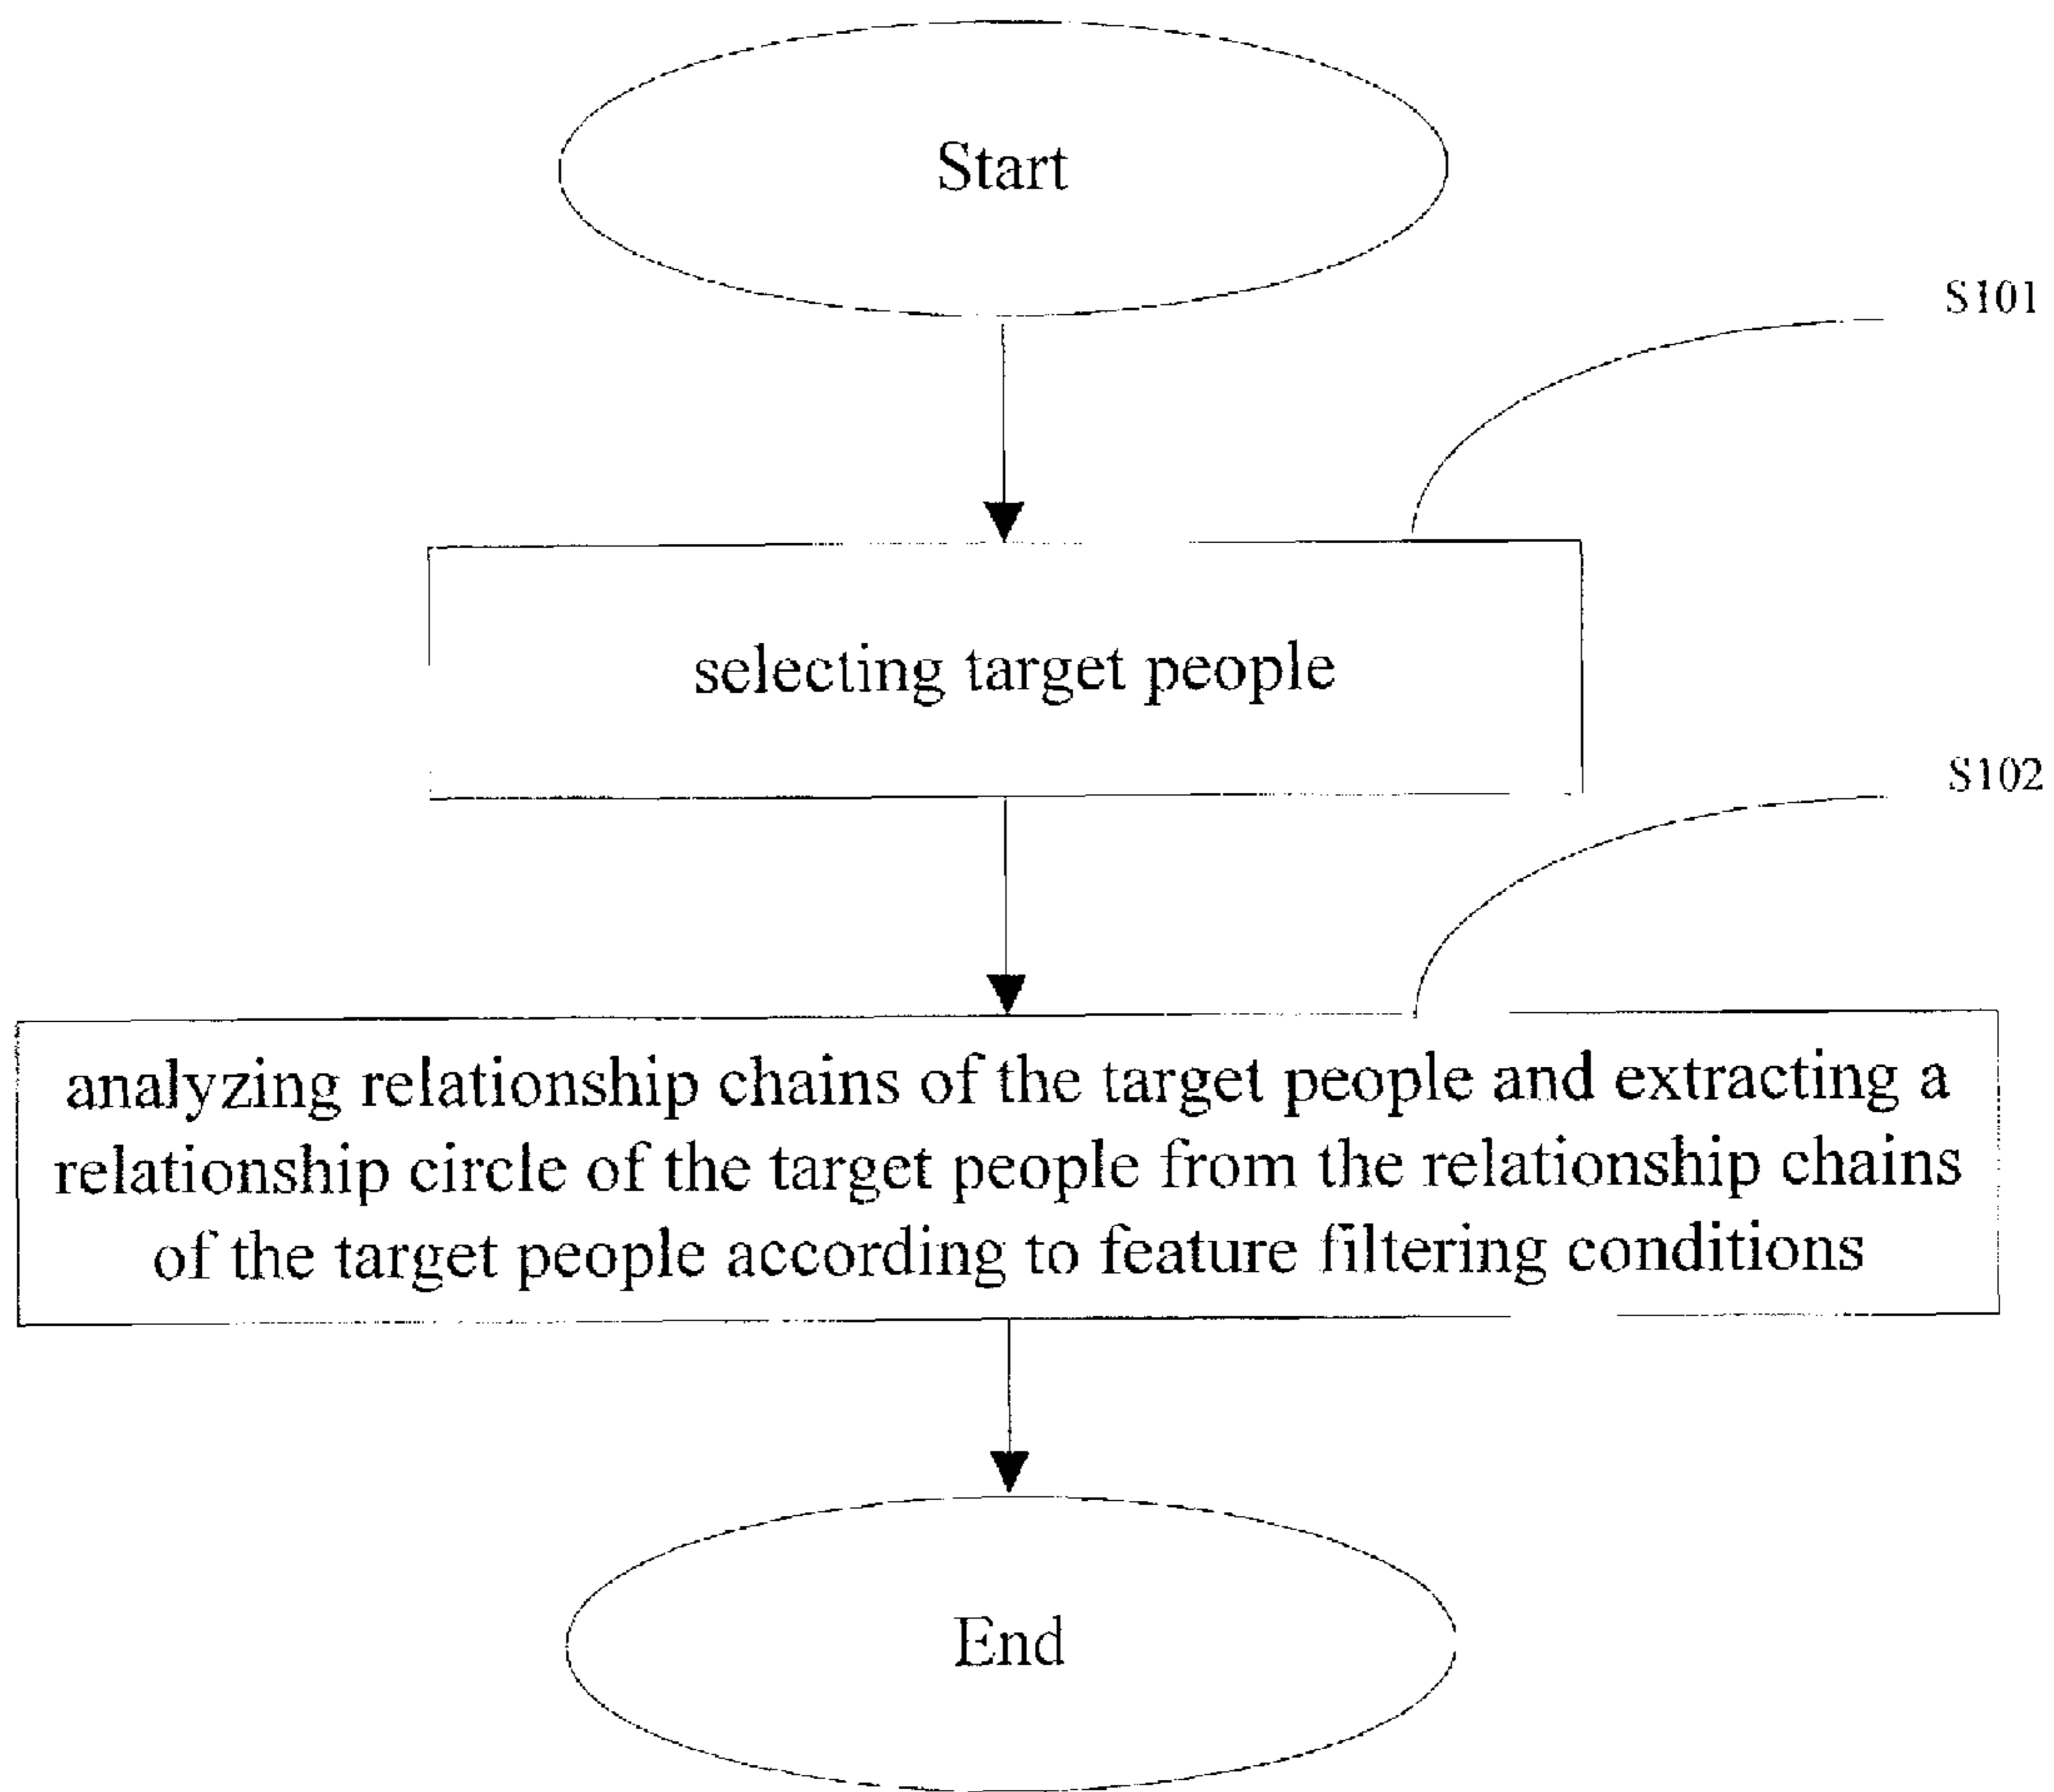 Start
S101
selecting target people
S102
analyzing relationship chains of the target people and extracting a
relationship circle of the target people from the relationship chains
of the target people according to feature filtering conditions
End